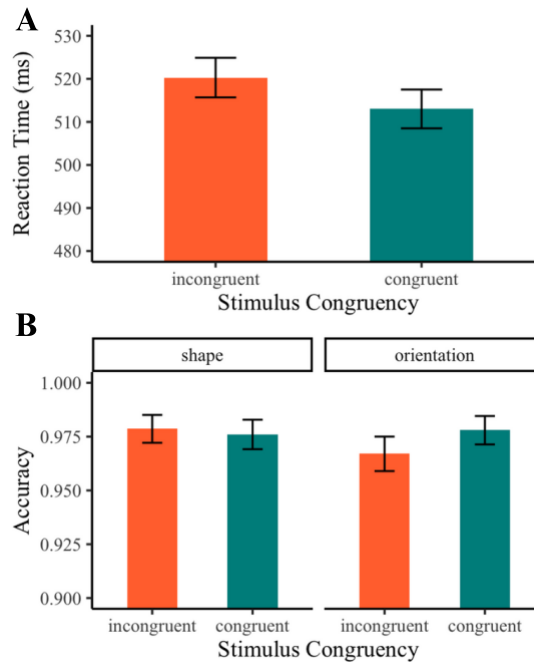 A
Reaction Time (ms)
530
520
510
500
490
480
incongruent congruent
Stimulus Congruency
B
shape orientation
Accuracy
1.000
0.975
0.950
0.925
0.900
incongruent congruent incongruent congruent
Stimulus Congruency